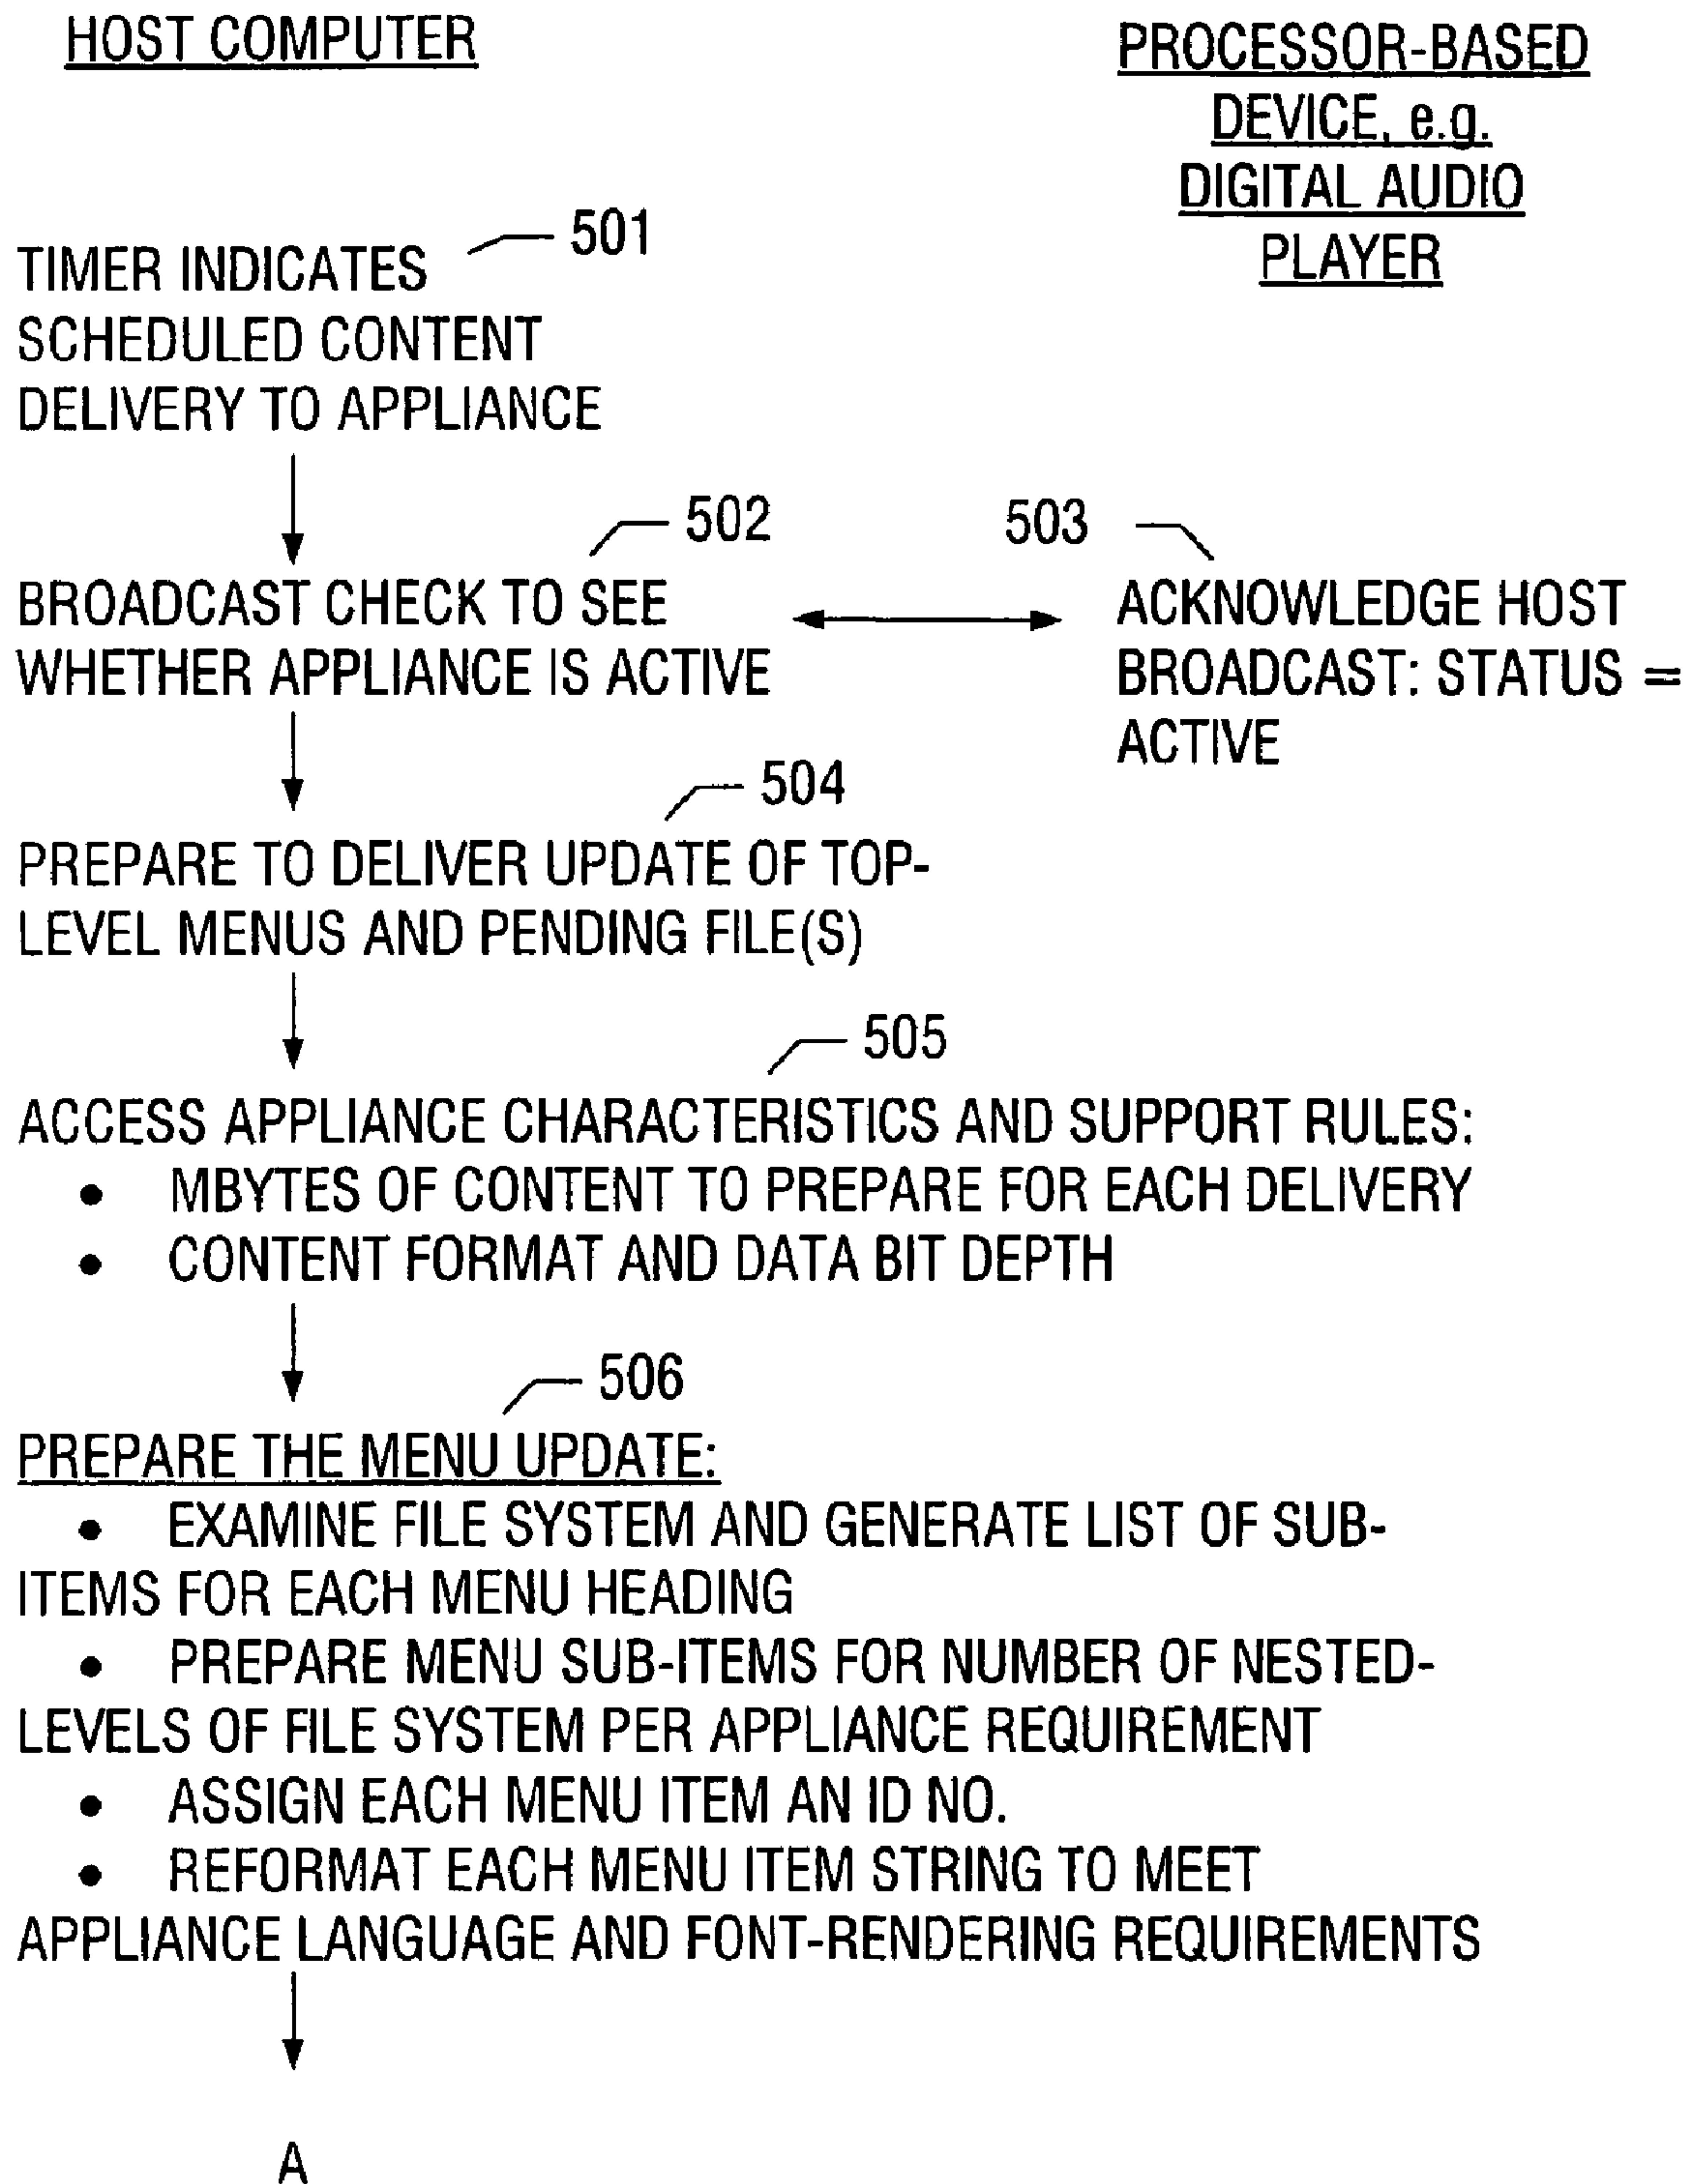 HOST COMPUTER
PROCESSOR-BASED
DEVICE, e.g.
DIGITAL AUDIO
PLAYER
501
TIMER INDICATES
SCHEDULED CONTENT
DELIVERY TO APPLIANCE
502
503
BROADCAST CHECK TO SEE
WHETHER APPLIANCE IS ACTIVE
ACKNOWLEDGE HOST
BROADCAST: STATUS =
ACTIVE
504
PREPARE TO DELIVER UPDATE OF TOP-
LEVEL MENUS AND PENDING FILE(S)
505
ACCESS APPLIANCE CHARACTERISTICS AND SUPPORT RULES:
• MBYTES OF CONTENT TO PREPARE FOR EACH DELIVERY
• CONTENT FORMAT AND DATA BIT DEPTH
506
PREPARE THE MENU UPDATE:
• EXAMINE FILE SYSTEM AND GENERATE LIST OF SUB-
ITEMS FOR EACH MENU HEADING
• PREPARE MENU SUB-ITEMS FOR NUMBER OF NESTED-
LEVELS OF FILE SYSTEM PER APPLIANCE REQUIREMENT
• ASSIGN EACH MENU ITEM AN ID NO.
• REFORMAT EACH MENU ITEM STRING TO MEET
APPLIANCE LANGUAGE AND FONT-RENDERING REQUIREMENTS
A